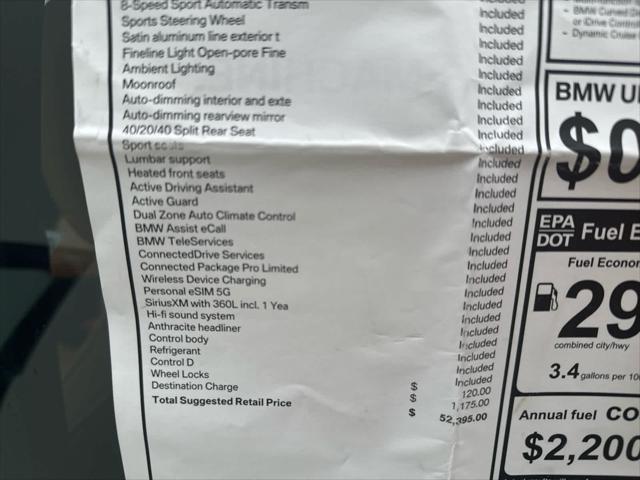 8-Speed Sport Automatic Transm Included
Sports Steering Wheel Included
Satin aluminum line exterior t Included
Fineline Light Open-pore Fine Included
Ambient Lighting Included
Moonroof Included
Auto-dimming interior and exte Included
Auto-dimming rearview mirror Included
40/20/40 Split Rear Seat Included
Sport seats Included
Lumbar support Included
Heated front seats Included
Active Driving Assistant Included
Active Guard Included
Dual Zone Auto Climate Control Included
BMW Assist eCall Included
BMW TeleServices Included
ConnectedDrive Services Included
Connected Package Pro Limited Included
Wireless Device Charging Included
Personal eSIM 5G Included
SiriusXM with 360L incl. 1 Yea Included
Hi-fi sound system Included
Anthracite headliner Included
Control body Included
Refrigerant Included
Control D Included
Wheel Locks $ 120.00
Destination Charge $ 1,175.00
Total Suggested Retail Price $ 52,395.00
- BMW Curved Di
or iDrive Control
- Dynamic Cruise
BMW Ul
$0
EPA
DOT Fuel E
Fuel Econor
29
combined city/hwy
3.4 gallons per 10
Annual fuel CO
$2,200